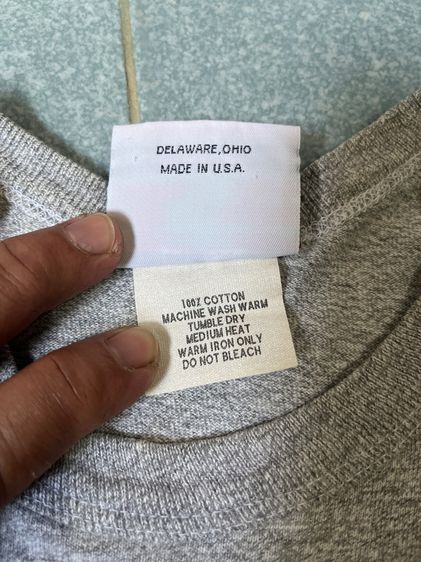 DELAWARE,OHIO
MADE IN U.S.A.
100% COTTON
MACHINE WASH WARM
TUMBLE DRY
MEDIUM HEAT
WARM IRON ONLY
DO NOT BLEACH